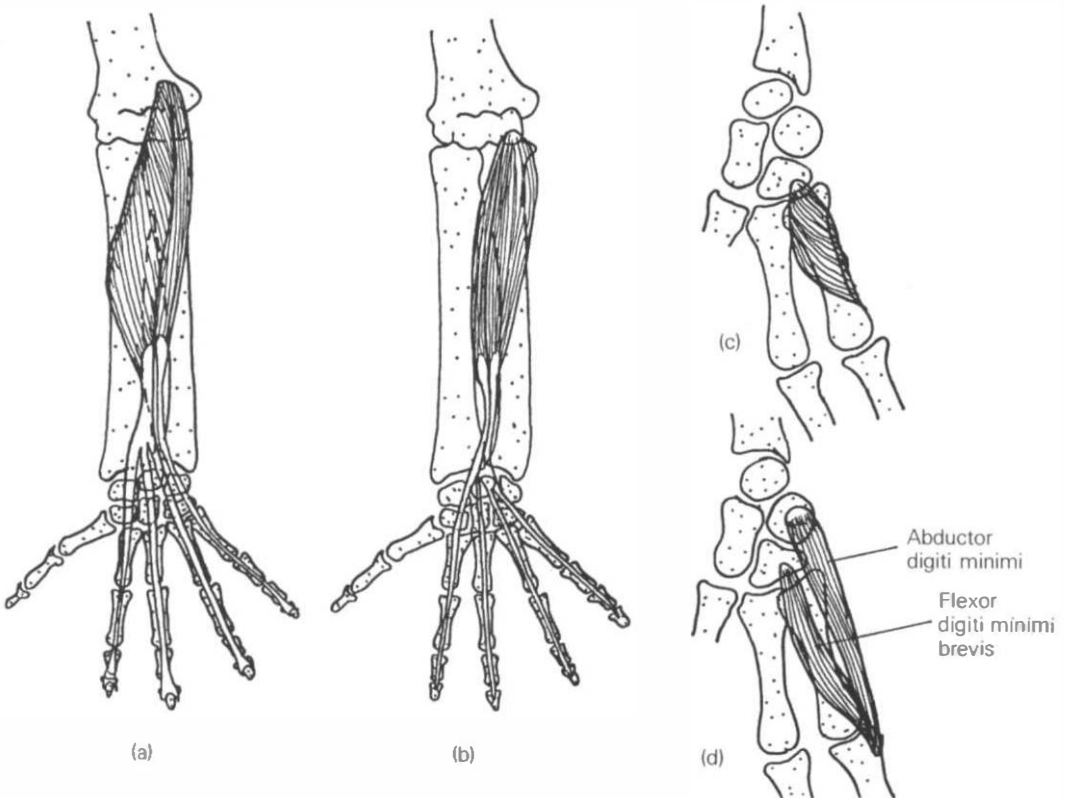 (c)
Abductor
digiti minimi
Flexor
digiti minimi
brevis
(a)
(b)
(d)